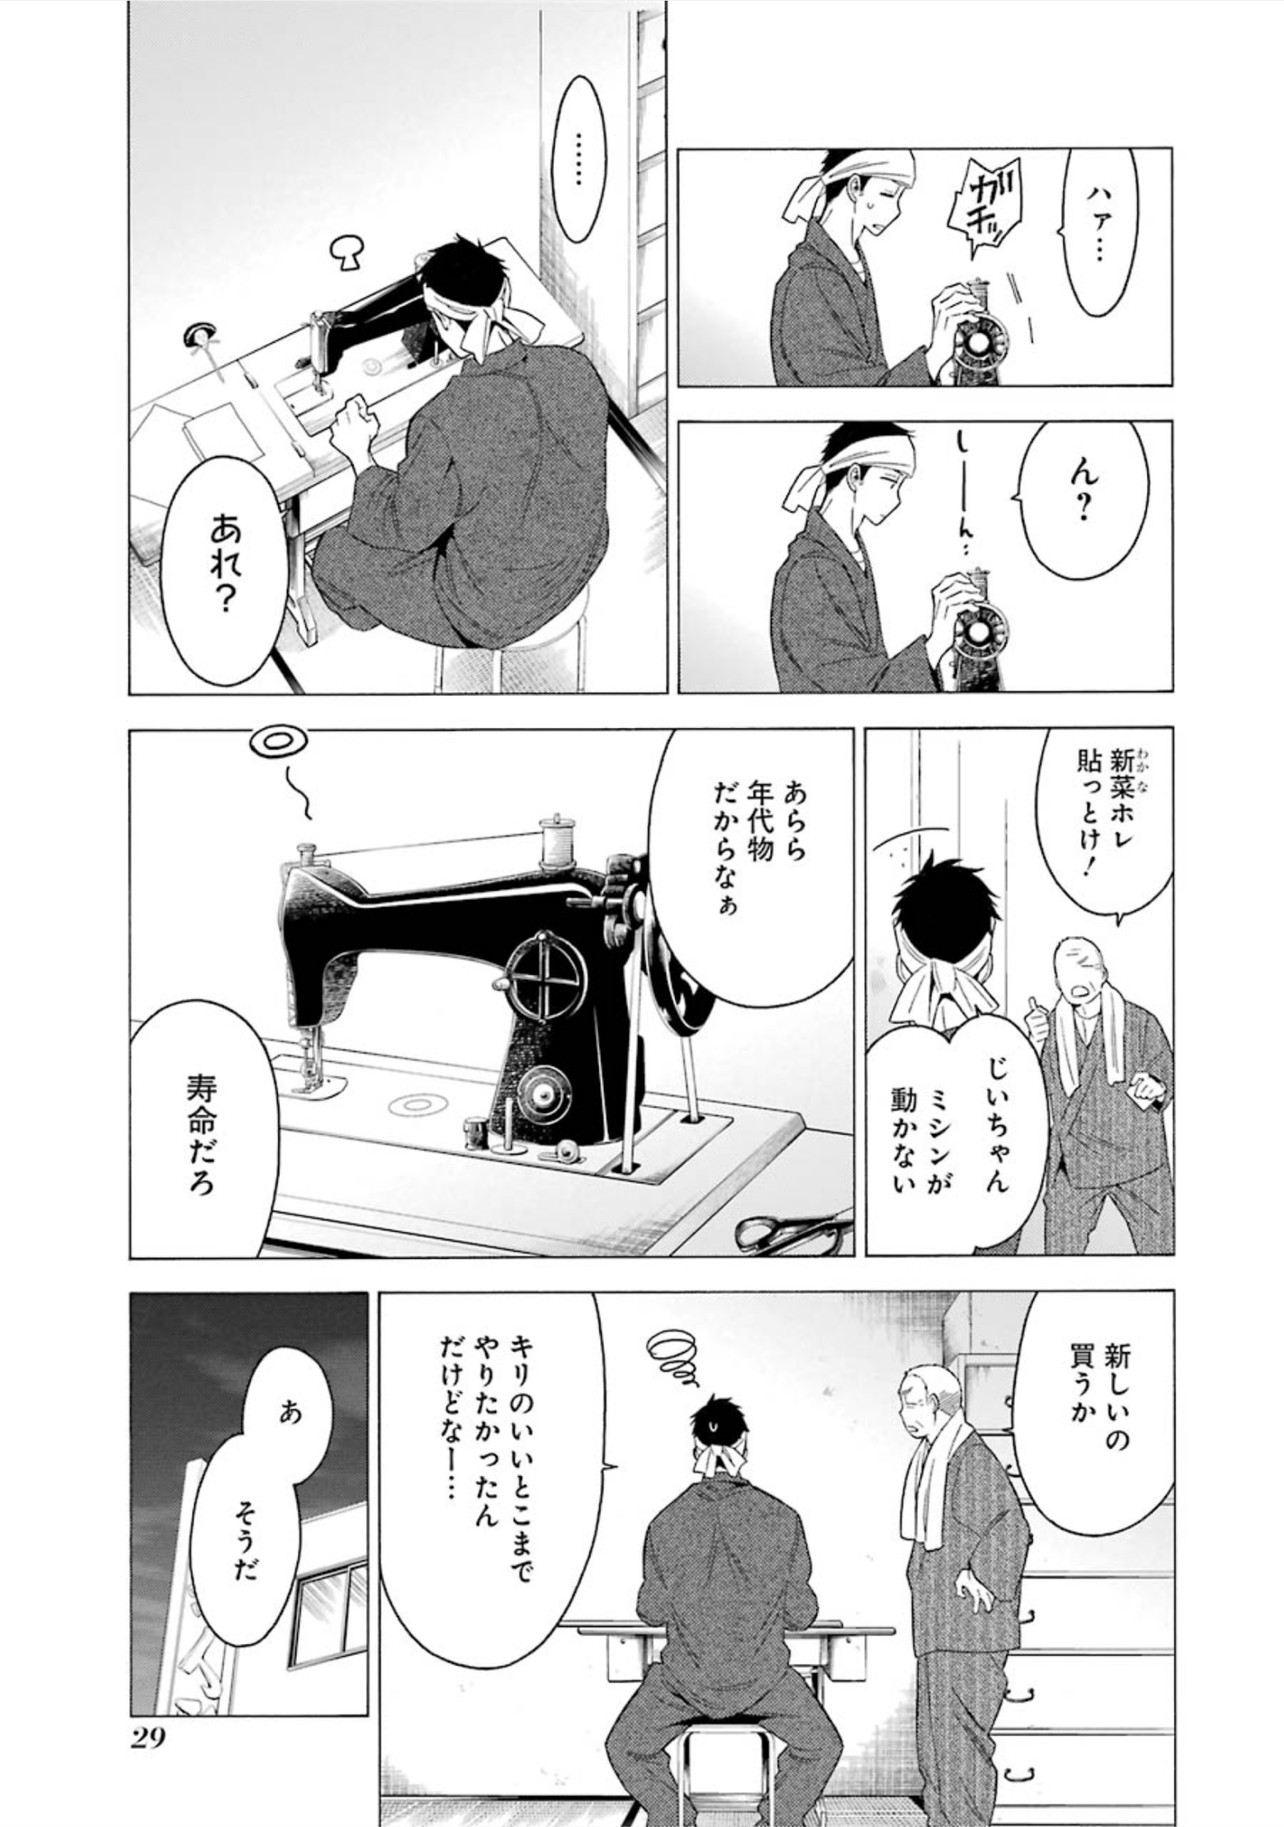 ハァ…
ガチッ
ん？
しーん…
……
あれ？
新菜ホレ
わかな
貼っとけ！
じいちゃん
ミシンが
動かない
あらら
年代物
だからなぁ
寿命だろ
新しいの
買うか
キリのいいとこまで
やりたかったん
だけどなー…
あ
そうだ
29